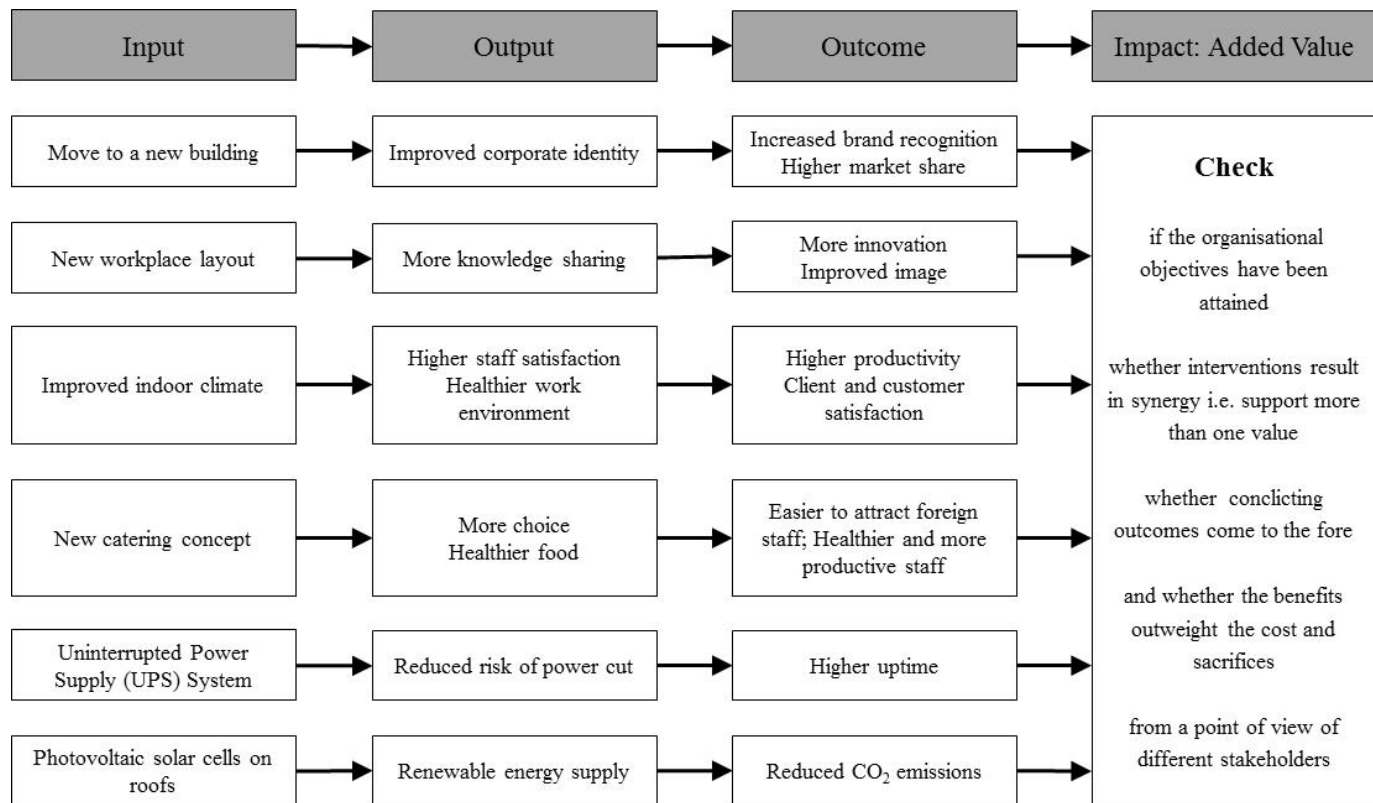 Input
Output
Outcome
Impact: Added Value
Move to a new building
Improved corporate identity
Increased brand recognition
Higher market share
New workplace layout
More knowledge sharing
More innovation
Improved image
Improved indoor climate
Higher staff satisfaction
Healthier work
environment
Higher productivity
Client and customer
satisfaction
New catering concept
More choice
Healthier food
Easier to attract foreign
staff; Healthier and more
productive staff
Uninterrupted Power
Supply (UPS) System
Reduced risk of power cut
Higher uptime
Photovoltaic solar cells on
roofs
Renewable energy supply
Reduced CO₂ emissions
Check
if the organisational
objectives have been
attained
whether interventions result
in synergy i.e. support more
than one value
whether conclicting
outcomes come to the fore
and whether the benefits
outweight the cost and
sacrifices
from a point of view of
different stakeholders